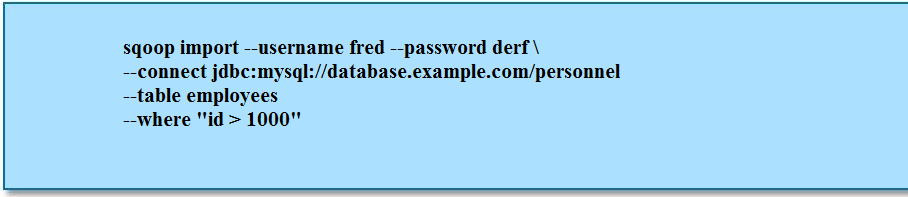 sqoop import --username fred --password derf \
--connect jdbc:mysql://database.example.com/personnel
--table employees
--where "id > 1000"